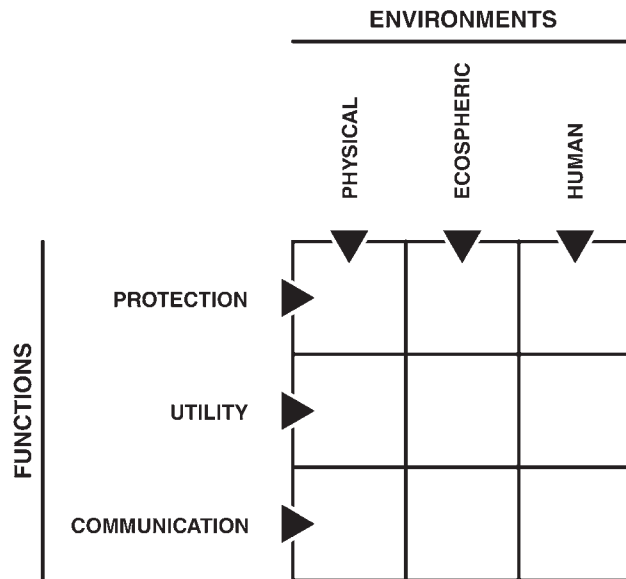 ENVIRONMENTS
PHYSICAL
ECOSPHERIC
HUMAN
FUNCTIONS
PROTECTION
UTILITY
COMMUNICATION